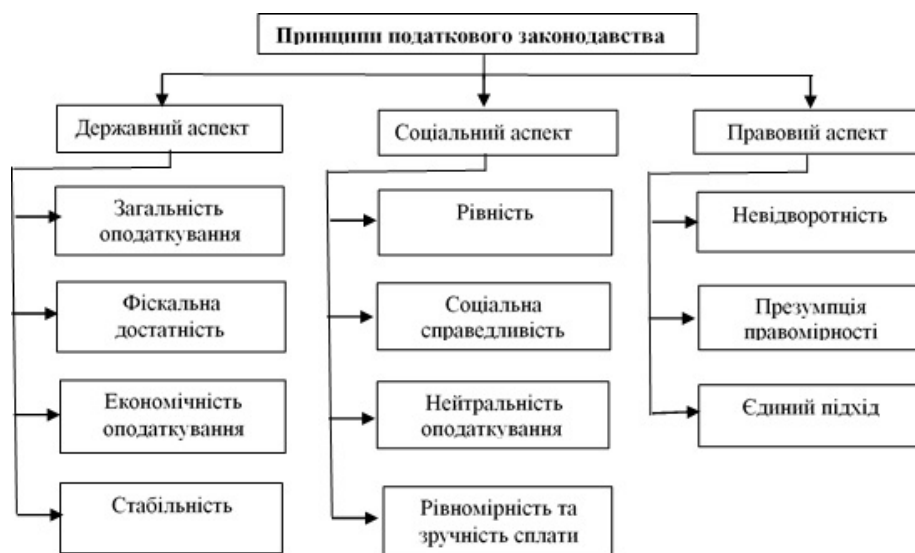 Принципи податкового законодавства
Державний аспект
Соціальний аспект
Правовий аспект
Загальність
оподаткування
Фіскальна
достатність
Економічність
оподаткування
Стабільність
Рівність
Соціальна
справедливість
Нейтральність
оподаткування
Рівномірність та
зручність сплати
Невідворотність
Презумпція
правомірності
Єдиний підхід